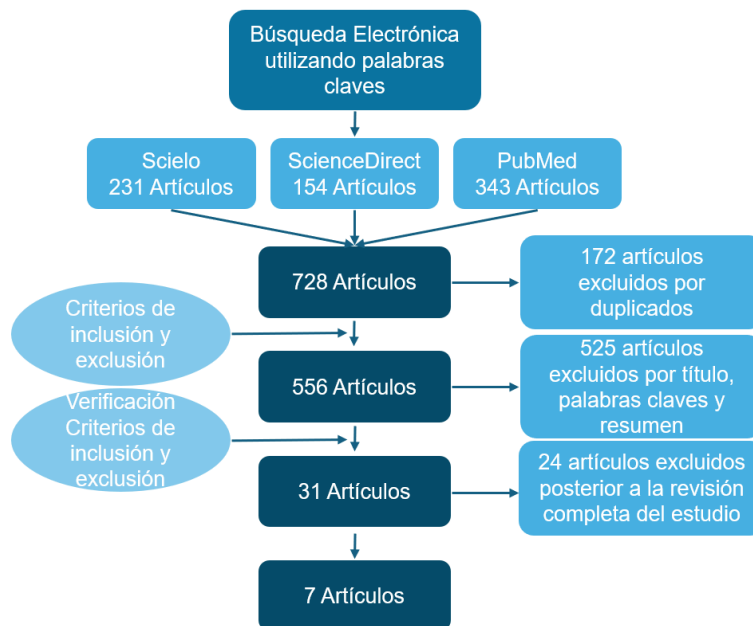 Búsqueda Electrónica
utilizando palabras
claves
Scielo
231 Artículos
ScienceDirect
154 Artículos
PubMed
343 Artículos
728 Artículos
172 artículos
excluidos por
duplicados
Criterios de
inclusión y
exclusión
556 Artículos
525 artículos
excluidos por título,
palabras claves y
resumen
Verificación
Criterios de
inclusión y
exclusión
31 Artículos
24 artículos excluidos
posterior a la revisión
completa del estudio
7 Artículos